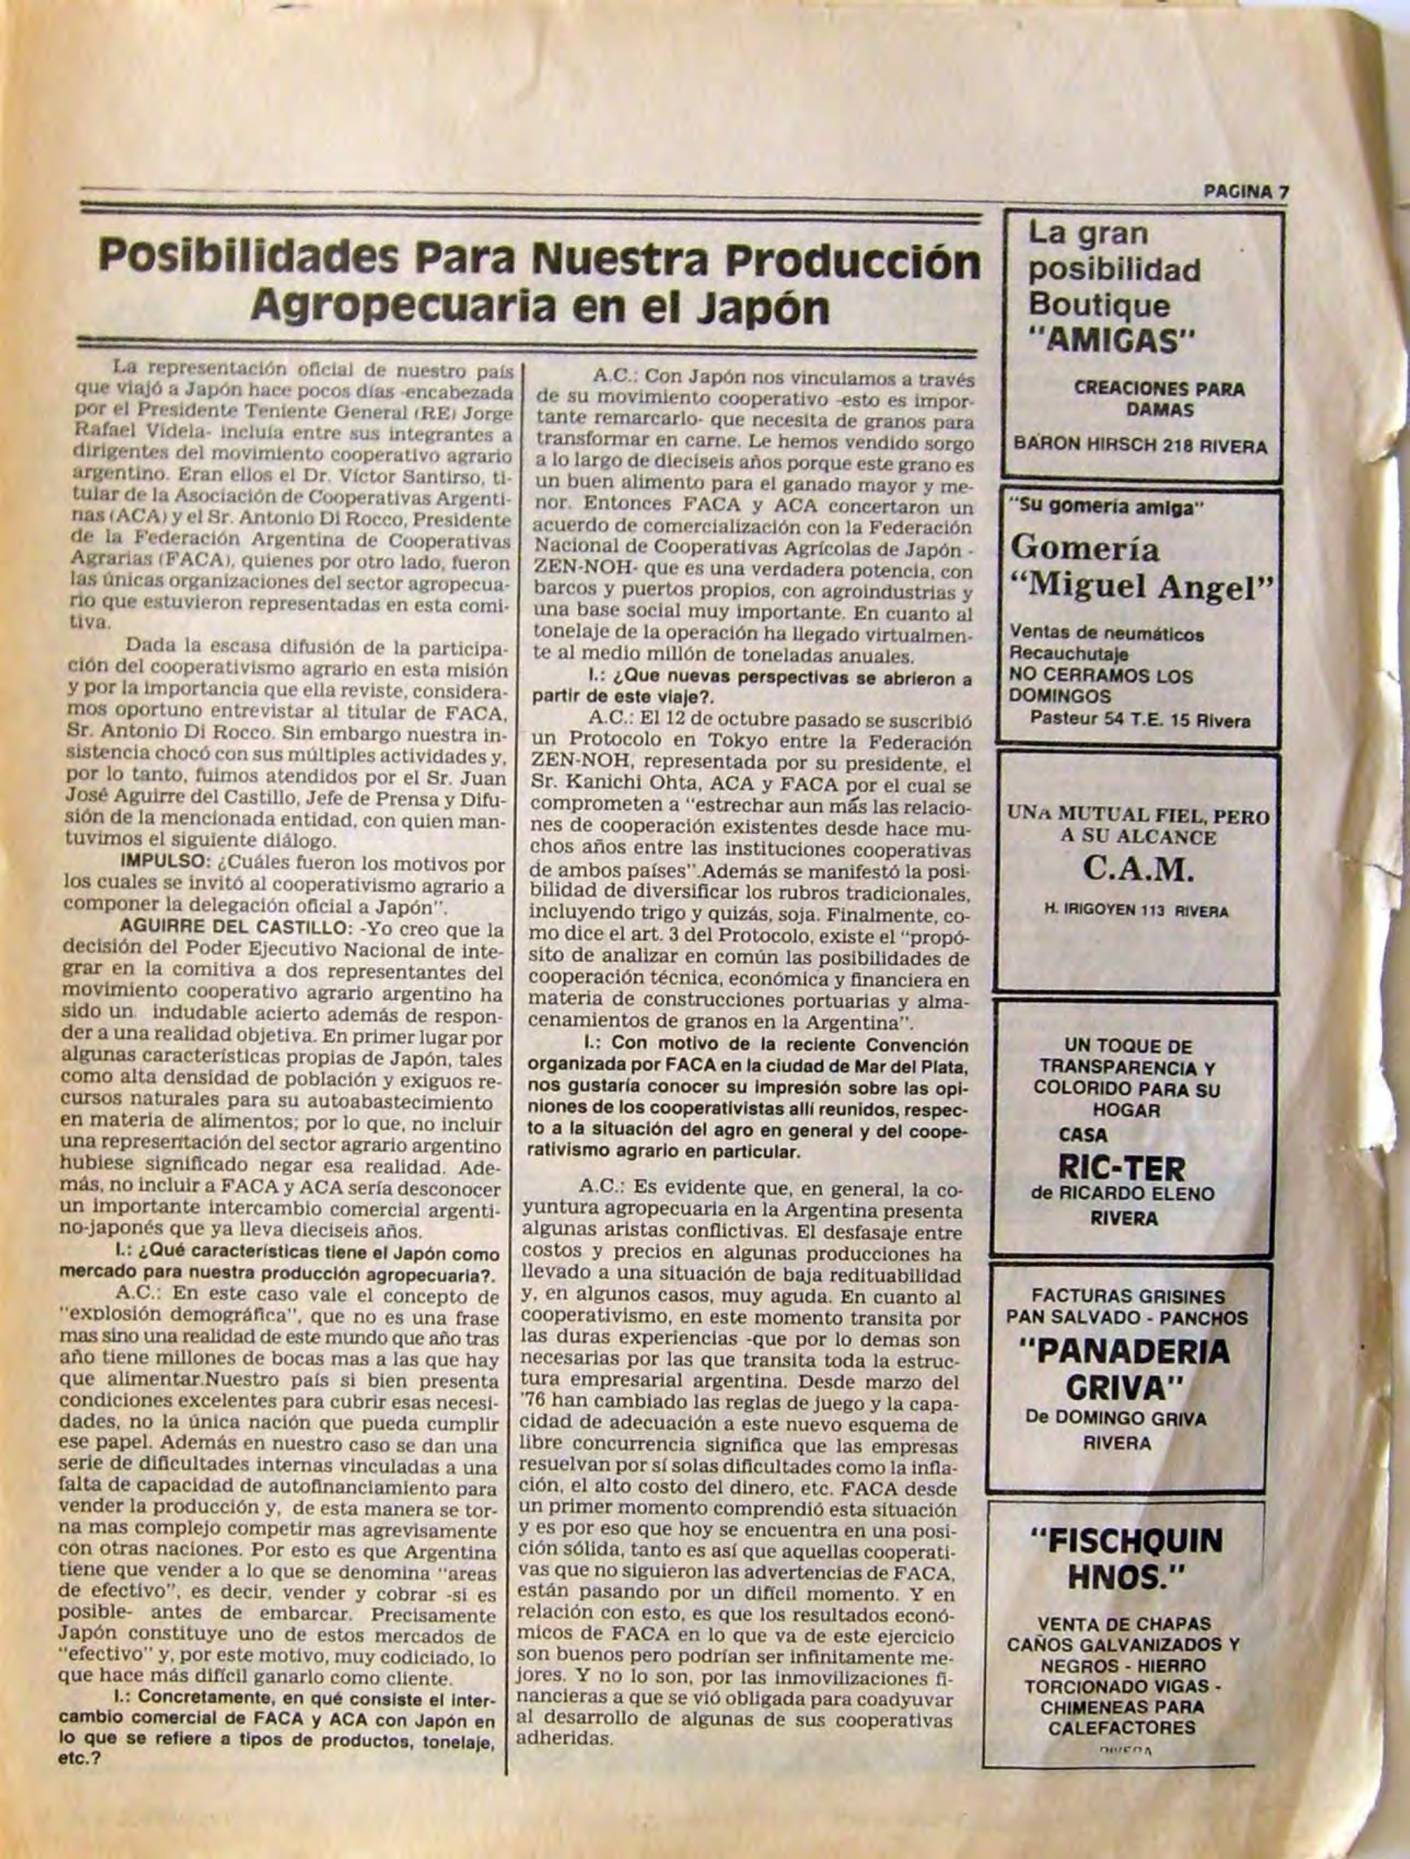 PAGINA 7
Posibilidades Para Nuestra Producción
Agropecuaria en el Japón
La representación oficial de nuestro país
que viajó a Japón hace pocos días -encabezada
por el Presidente Teniente General (RE) Jorge
Rafael Videla- incluía entre sus integrantes a
dirigentes del movimiento cooperativo agrario
argentino. Eran ellos el Dr. Víctor Santirso, ti-
tular de la Asociación de Cooperativas Argenti-
nas (ACA) y el Sr. Antonio Di Rocco, Presidente
de la Federación Argentina de Cooperativas
Agrarias (FACA), quienes por otro lado, fueron
las únicas organizaciones del sector agropecua-
rio que estuvieron representadas en esta comi-
tiva.
Dada la escasa difusión de la participa-
ción del cooperativismo agrario en esta misión
y por la importancia que ella reviste, considera-
mos oportuno entrevistar al titular de FACA,
Sr. Antonio Di Rocco. Sin embargo nuestra in-
sistencia chocó con sus múltiples actividades y,
por lo tanto, fuimos atendidos por el Sr. Juan
José Aguirre del Castillo, Jefe de Prensa y Difu-
sión de la mencionada entidad, con quien man-
tuvimos el siguiente diálogo.
IMPULSO: ¿Cuáles fueron los motivos por
los cuales se invitó al cooperativismo agrario a
componer la delegación oficial a Japón".
AGUIRRE DEL CASTILLO: -Yo creo que la
decisión del Poder Ejecutivo Nacional de inte-
grar en la comitiva a dos representantes del
movimiento cooperativo agrario argentino ha
sido un indudable acierto además de respon-
der a una realidad objetiva. En primer lugar por
algunas características propias de Japón, tales
como alta densidad de población y exiguos re-
cursos naturales para su autoabastecimiento
en materia de alimentos; por lo que, no incluir
una representación del sector agrario argentino
hubiese significado negar esa realidad. Ade-
más, no incluir a FACA y ACA sería desconocer
un importante intercambio comercial argenti-
no-japonés que ya lleva dieciseis años.
I.: ¿Qué características tiene el Japón como
mercado para nuestra producción agropecuaria?.
A.C.: En este caso vale el concepto de
"explosión demográfica", que no es una frase
mas sino una realidad de este mundo que año tras
año tiene millones de bocas mas a las que hay
que alimentar.Nuestro país si bien presenta
condiciones excelentes para cubrir esas necesi-
dades, no la única nación que pueda cumplir
ese papel. Además en nuestro caso se dan una
serie de dificultades internas vinculadas a una
falta de capacidad de autofinanciamiento para
vender la producción y, de esta manera se tor-
na mas complejo competir mas agrevisamente
con otras naciones. Por esto es que Argentina
tiene que vender a lo que se denomina "areas
de efectivo", es decir, vender y cobrar -si es
posible- antes de embarcar. Precisamente
Japón constituye uno de estos mercados de
"efectivo" y, por este motivo, muy codiciado, lo
que hace más difícil ganarlo como cliente.
I.: Concretamente, en qué consiste el inter-
cambio comercial de FACA y ACA con Japón en
lo que se refiere a tipos de productos, tonelaje,
etc.?
A.C.: Con Japón nos vinculamos a través
de su movimiento cooperativo -esto es impor-
tante remarcarlo- que necesita de granos para
transformar en carne. Le hemos vendido sorgo
a lo largo de dieciseis años porque este grano es
un buen alimento para el ganado mayor y me-
nor. Entonces FACA y ACA concertaron un
acuerdo de comercialización con la Federación
Nacional de Cooperativas Agrícolas de Japón -
ZEN-NOH- que es una verdadera potencia, con
barcos y puertos propios, con agroindustrias y
una base social muy importante. En cuanto al
tonelaje de la operación ha llegado virtualmen-
te al medio millón de toneladas anuales.
I.: ¿Que nuevas perspectivas se abrieron a
partir de este viaje?.
A.C.: El 12 de octubre pasado se suscribió
un Protocolo en Tokyo entre la Federación
ZEN-NOH, representada por su presidente, el
Sr. Kanichi Ohta, ACA y FACA por el cual se
comprometen a "estrechar aun más las relacio-
nes de cooperación existentes desde hace mu-
chos años entre las instituciones cooperativas
de ambos países".Además se manifestó la posi-
bilidad de diversificar los rubros tradicionales,
incluyendo trigo y quizás, soja. Finalmente, co-
mo dice el art. 3 del Protocolo, existe el "propó-
sito de analizar en común las posibilidades de
cooperación técnica, económica y financiera en
materia de construcciones portuarias y alma-
cenamientos de granos en la Argentina".
I.: Con motivo de la reciente Convención
organizada por FACA en la ciudad de Mar del Plata,
nos gustaría conocer su impresión sobre las opi-
niones de los cooperativistas allí reunidos, respec-
to a la situación del agro en general y del coope-
rativismo agrario en particular.
A.C.: Es evidente que, en general, la co-
yuntura agropecuaria en la Argentina presenta
algunas aristas conflictivas. El desfasaje entre
costos y precios en algunas producciones ha
llevado a una situación de baja redituabilidad
y, en algunos casos, muy aguda. En cuanto al
cooperativismo, en este momento transita por
las duras experiencias -que por lo demas son
necesarias por las que transita toda la estruc-
tura empresarial argentina. Desde marzo del
'76 han cambiado las reglas de juego y la capa-
cidad de adecuación a este nuevo esquema de
libre concurrencia significa que las empresas
resuelvan por sí solas dificultades como la infla-
ción, el alto costo del dinero, etc. FACA desde
un primer momento comprendió esta situación
y es por eso que hoy se encuentra en una posi-
ción sólida, tanto es así que aquellas cooperati-
vas que no siguieron las advertencias de FACA,
están pasando por un difícil momento. Y en
relación con esto, es que los resultados econó-
micos de FACA en lo que va de este ejercicio
son buenos pero podrían ser infinitamente me-
jores. Y no lo son, por las inmovilizaciones fi-
nancieras a que se vió obligada para coadyuvar
al desarrollo de algunas de sus cooperativas
adheridas.
La gran
posibilidad
Boutique
"AMIGAS"
CREACIONES PARA
DAMAS
BARON HIRSCH 218 RIVERA
"Su gomería amiga"
Gomería
"Miguel Angel"
Ventas de neumáticos
Recauchutaje
NO CERRAMOS LOS
DOMINGOS
Pasteur 54 T.E. 15 Rivera
UNA MUTUAL FIEL, PERO
A SU ALCANCE
C.A.M.
H. IRIGOYEN 113 RIVERA
UN TOQUE DE
TRANSPARENCIA Y
COLORIDO PARA SU
HOGAR
CASA
RIC-TER
de RICARDO ELENO
RIVERA
FACTURAS GRISINES
PAN SALVADO - PANCHOS
"PANADERIA
GRIVA"
De DOMINGO GRIVA
RIVERA
"FISCHQUIN
HNOS."
VENTA DE CHAPAS
CAÑOS GALVANIZADOS Y
NEGROS - HIERRO
TORCIONADO VIGAS -
CHIMENEAS PARA
CALEFACTORES
RIVERA